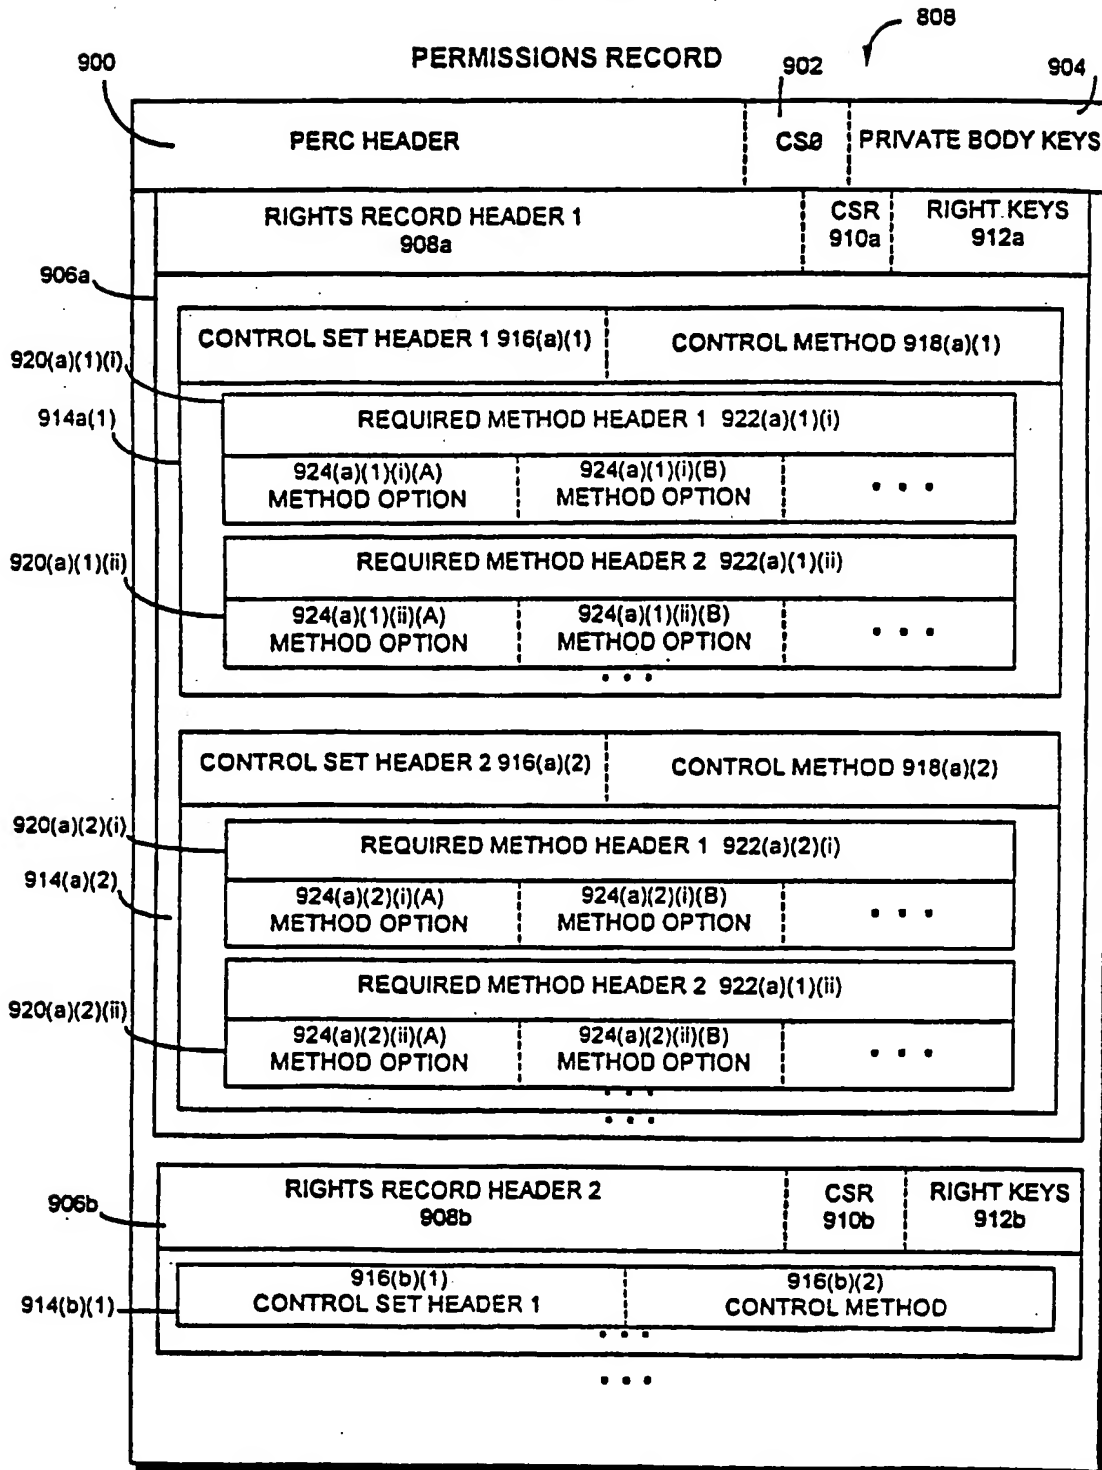 808
PERMISSIONS RECORD
900
902
904
PERC HEADER
CS0
PRIVATE BODY KEYS
RIGHTS RECORD HEADER 1
908a
CSR
910a
RIGHT KEYS
912a
906a
CONTROL SET HEADER 1 916(a)(1)
CONTROL METHOD 918(a)(1)
920(a)(1)(i)
914a(1)
REQUIRED METHOD HEADER 1 922(a)(1)(i)
924(a)(1)(i)(A)
METHOD OPTION
924(a)(1)(i)(B)
METHOD OPTION
. . .
920(a)(1)(ii)
REQUIRED METHOD HEADER 2 922(a)(1)(ii)
924(a)(1)(ii)(A)
METHOD OPTION
924(a)(1)(ii)(B)
METHOD OPTION
. . .
. . .
CONTROL SET HEADER 2 916(a)(2)
CONTROL METHOD 918(a)(2)
920(a)(2)(i)
914(a)(2)
REQUIRED METHOD HEADER 1 922(a)(2)(i)
924(a)(2)(i)(A)
METHOD OPTION
924(a)(2)(i)(B)
METHOD OPTION
. . .
920(a)(2)(ii)
REQUIRED METHOD HEADER 2 922(a)(1)(ii)
924(a)(2)(ii)(A)
METHOD OPTION
924(a)(2)(ii)(B)
METHOD OPTION
. . .
. . .
. . .
906b
RIGHTS RECORD HEADER 2
908b
CSR
910b
RIGHT KEYS
912b
914(b)(1)
916(b)(1)
CONTROL SET HEADER 1
916(b)(2)
CONTROL METHOD
. . .
. . .